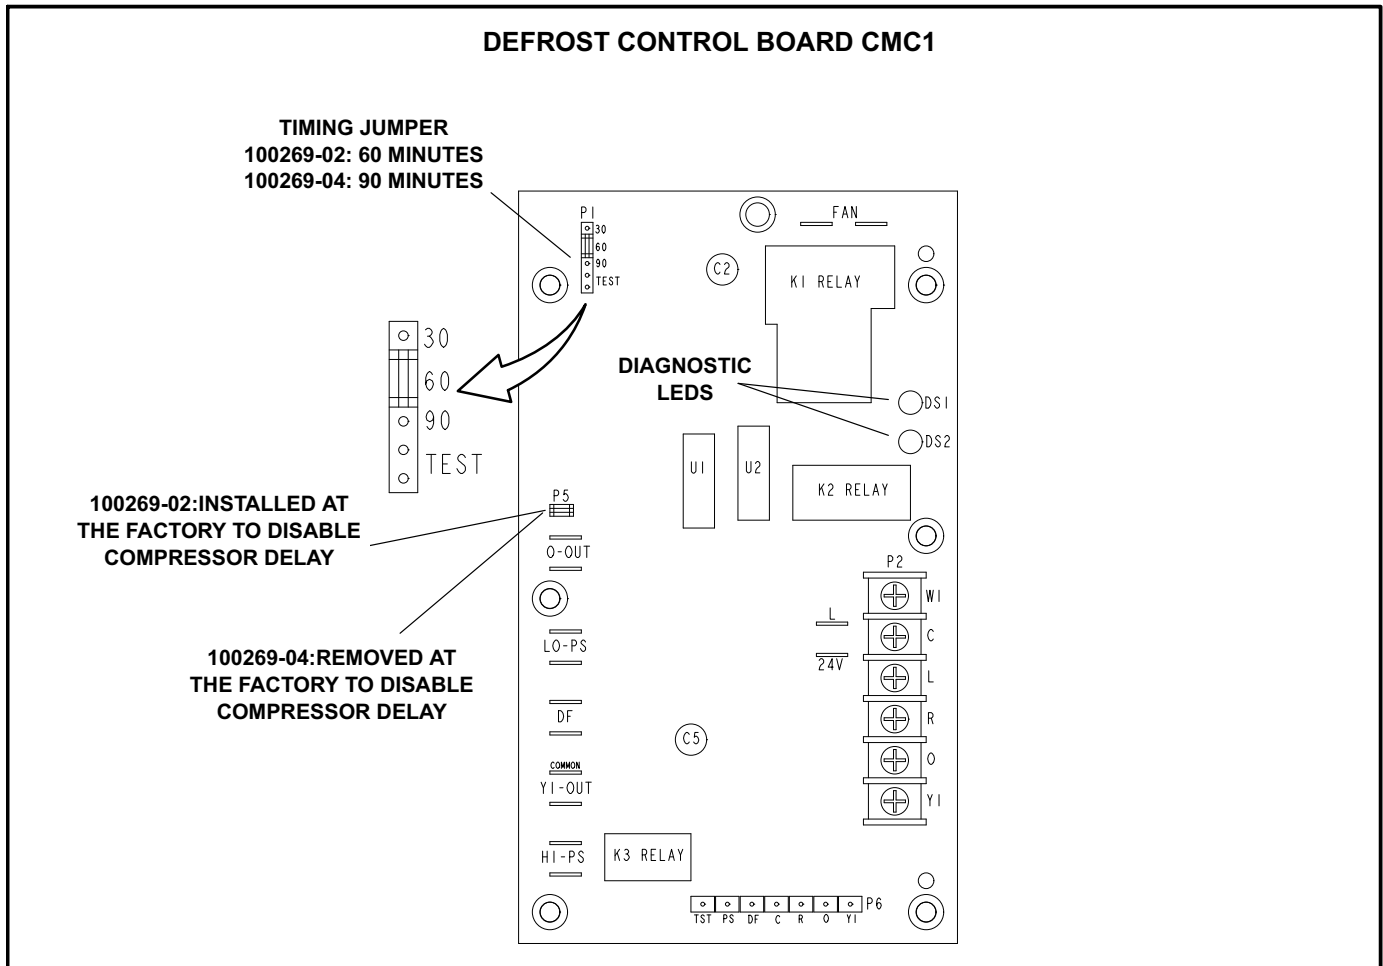 DEFROST CONTROL BOARD CMC1
TIMING JUMPER
100269-02: 60 MINUTES
100269-04: 90 MINUTES
P1
30
60
90
TEST
FAN
C2
K1 RELAY
30
60
90
TEST
DIAGNOSTIC
LEDS
DS1
DS2
U1
U2
K2 RELAY
100269-02:INSTALLED AT
THE FACTORY TO DISABLE
COMPRESSOR DELAY
P5
O-OUT
100269-04:REMOVED AT
THE FACTORY TO DISABLE
COMPRESSOR DELAY
LO-PS
DF
COMMON
Y1-OUT
HI-PS
K3 RELAY
C5
L
24V
P2
W1
C
L
R
O
Y1
P6
TST PS DF C R O Y1